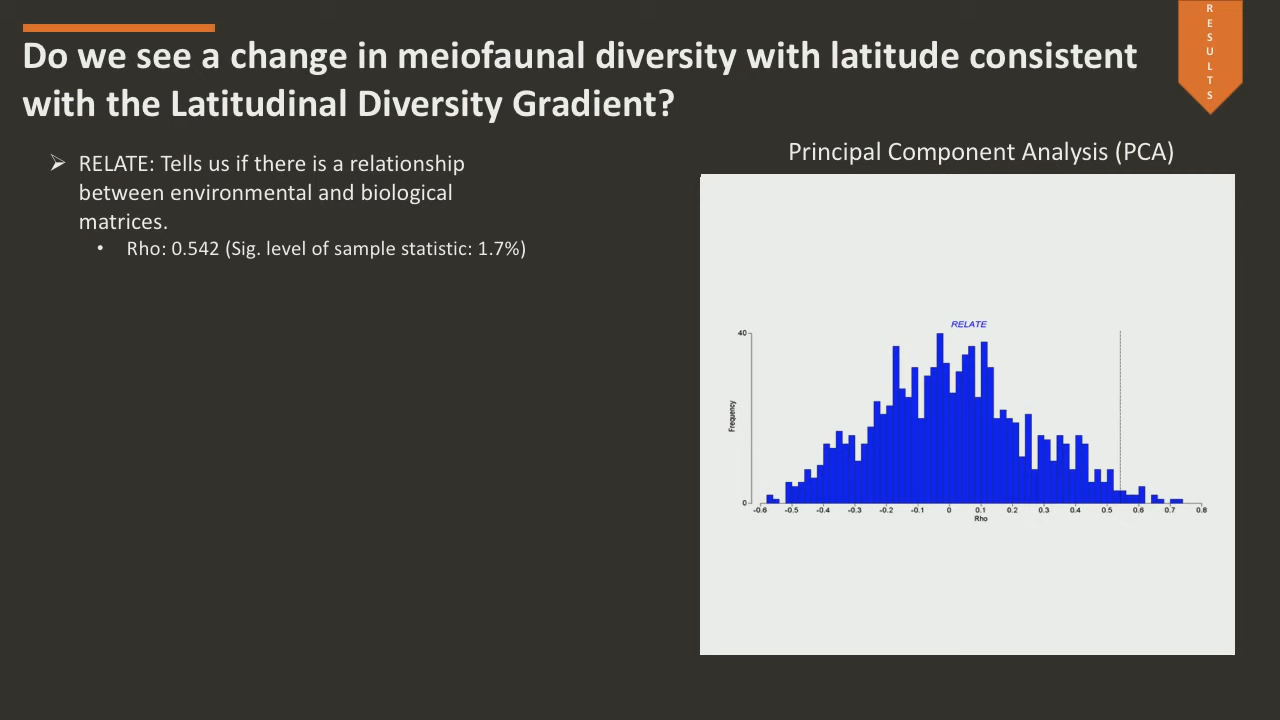 Do we see a change in meiofaunal diversity with latitude consistent
with the Latitudinal Diversity Gradient?
R
E
S
U
L
T
S
➢ RELATE: Tells us if there is a relationship
between environmental and biological
matrices.
• Rho: 0.542 (Sig. level of sample statistic: 1.7%)
Principal Component Analysis (PCA)
RELATE
40
Frequency
0
-0.6 -0.5 -0.4 -0.3 -0.2 -0.1 0 0.1 0.2 0.3 0.4 0.5 0.6 0.7 0.8
Rho